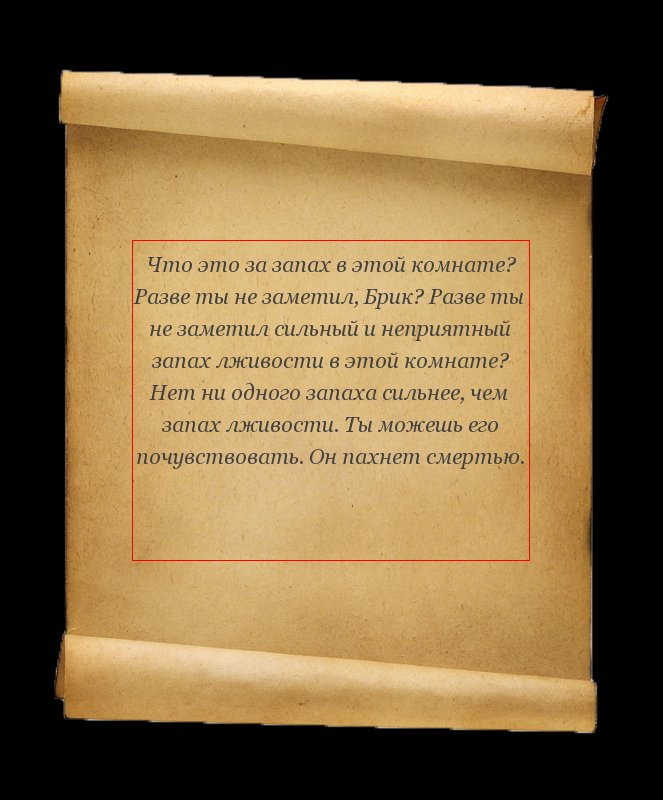 Что это за запах в этой комнате?
Разве ты не заметил, Брик? Разве ты
не заметил сильный и неприятный
запах лживости в этой комнате?
Нет ни одного запаха сильнее, чем
запах лживости. Ты можешь его
почувствовать. Он пахнет смертью.